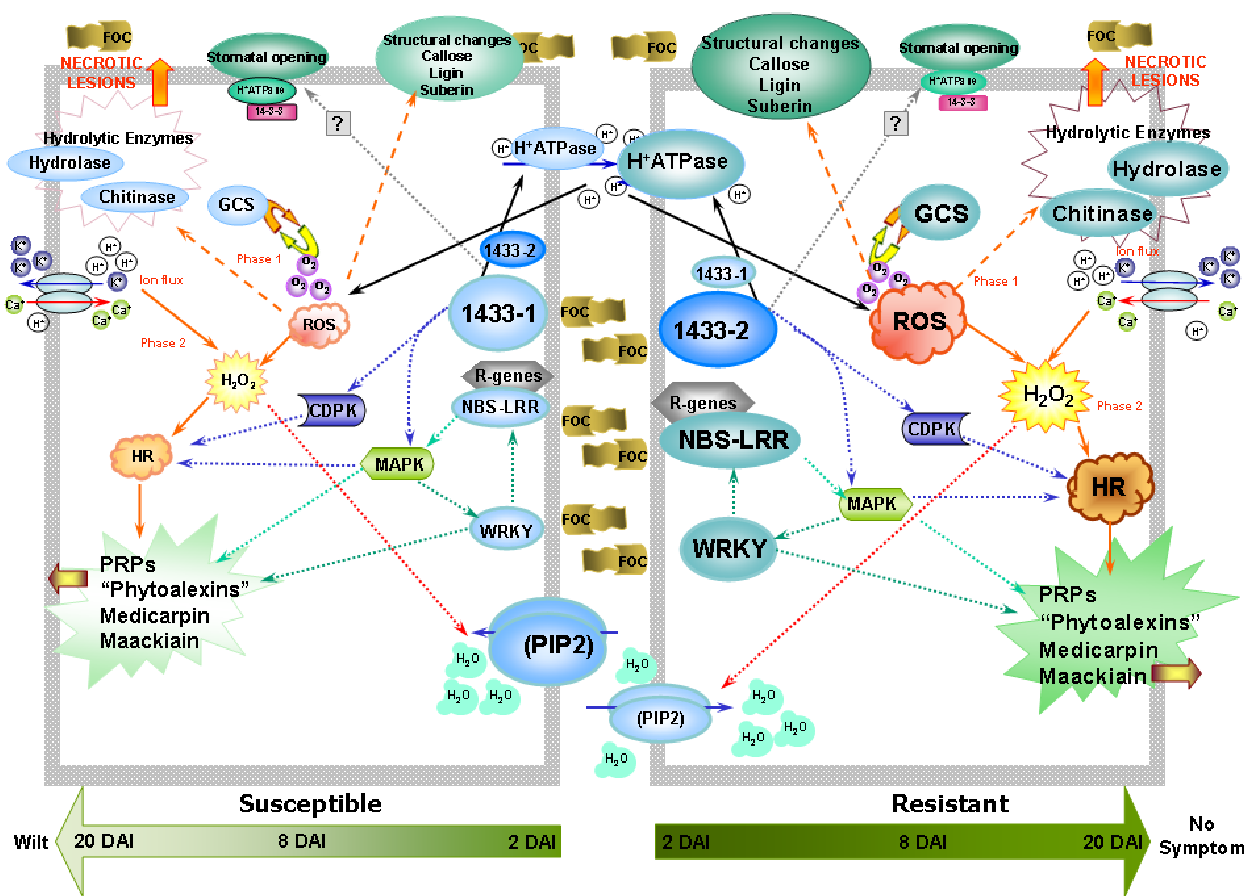 FOC
NECROTIC
LESIONS
Stomatal opening
H⁺ATPase
14-3-3
Structural changes
Callose
Ligin
Suberin
FOC
?
Hydrolytic Enzymes
Hydrolase
Chitinase
GCS
O₂
O₂
O₂
Phase 1
ROS
K⁺
K⁺
K⁺
H⁺
H⁺
H⁺
K⁺
Ion flux
Ca⁺
Ca⁺
Ca⁺
H⁺
Phase 2
H₂O₂
HR
CDPK
MAPK
1433-2
1433-1
R-genes
NBS-LRR
WRKY
PRPs
“Phytoalexins”
Medicarpin
Maackiain
(PIP2)
H₂O
H₂O
H₂O
H⁺
H⁺ATPase
H⁺
H⁺
H⁺ATPase
H⁺
H⁺
H⁺
FOC
FOC
FOC
FOC
FOC
FOC
H₂O
(PIP2)
H₂O
H₂O
H₂O
H₂O
FOC
Structural changes
Callose
Ligin
Suberin
Stomatal opening
H⁺ATPase
14-3-3
?
FOC
NECROTIC
LESIONS
Hydrolytic Enzymes
Hydrolase
Chitinase
GCS
O₂
O₂
O₂
Phase 1
ROS
H⁺
H⁺
H⁺
Ion flux
K⁺
K⁺
K⁺
K⁺
Ca⁺
Ca⁺
Ca⁺
H⁺
1433-1
1433-2
H₂O₂
Phase 2
R-genes
NBS-LRR
CDPK
MAPK
HR
WRKY
PRPs
“Phytoalexins”
Medicarpin
Maackiain
Susceptible
Wilt
20 DAI
8 DAI
2 DAI
Resistant
2 DAI
8 DAI
20 DAI
No
Symptom